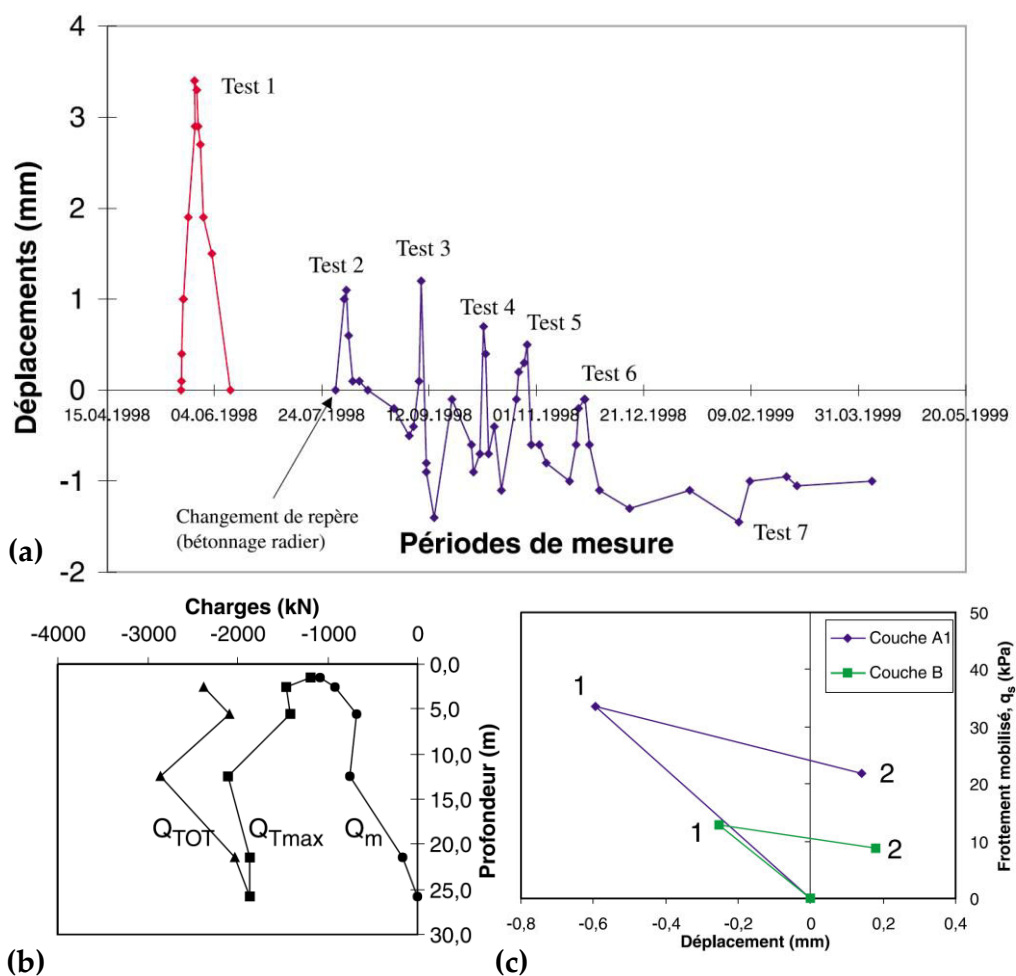 4
3
2
1
0
-1
-2
Déplacements (mm)
Test 1
Test 2
Test 3
Test 4
Test 5
Test 6
Test 7
15.04.1998 04.06.1998 24.07.1998 12.09.1998 01.11.1998 21.12.1998 09.02.1999 31.03.1999 20.05.1999
Changement de repère
(bétonnage radier)
Périodes de mesure
(a)
Charges (kN)
-4000 -3000 -2000 -1000 0
0,0
5,0
10,0
15,0
20,0
25,0
30,0
Profondeur (m)
QTOT QTmax Qm
(b)
50
40
30
20
10
0
Frottement mobilisé, qs (kPa)
Couche A1
Couche B
1
2
1
2
-0,8 -0,6 -0,4 -0,2 0 0,2 0,4
Déplacement (mm)
(c)